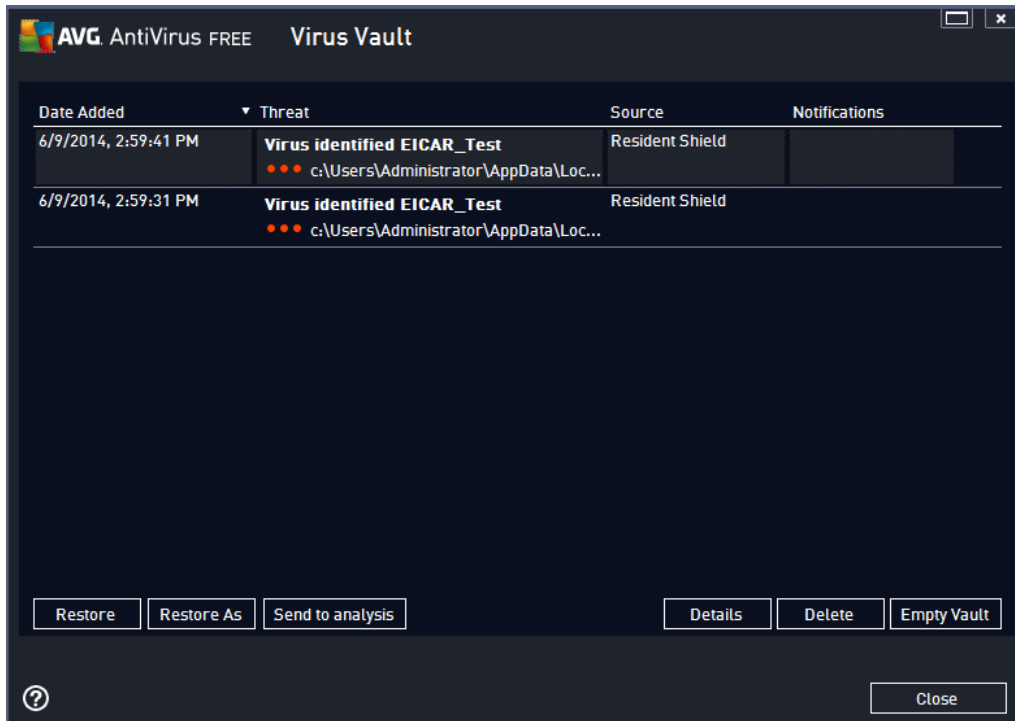 AVG. AntiVirus FREE Virus Vault
Date Added Threat Source Notifications
6/9/2014, 2:59:41 PM Virus identified EICAR_Test Resident Shield
c:\Users\Administrator\AppData\Loc...
6/9/2014, 2:59:31 PM Virus identified EICAR_Test Resident Shield
c:\Users\Administrator\AppData\Loc...
Restore Restore As Send to analysis Details Delete Empty Vault
? Close